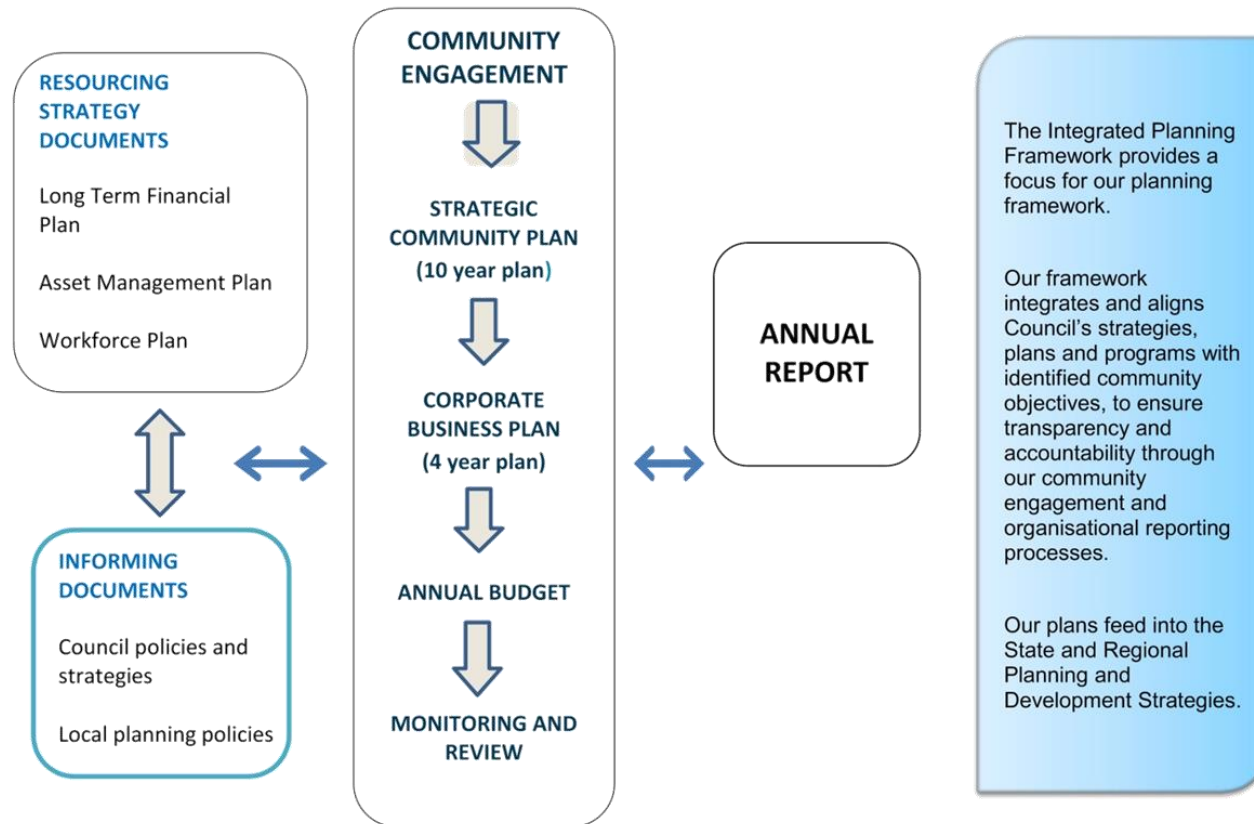 RESOURCING
STRATEGY
DOCUMENTS
Long Term Financial
Plan
Asset Management Plan
Workforce Plan
INFORMING
DOCUMENTS
Council policies and
strategies
Local planning policies
COMMUNITY
ENGAGEMENT
STRATEGIC
COMMUNITY PLAN
(10 year plan)
CORPORATE
BUSINESS PLAN
(4 year plan)
ANNUAL BUDGET
MONITORING AND
REVIEW
ANNUAL
REPORT
The Integrated Planning
Framework provides a
focus for our planning
framework.
Our framework
integrates and aligns
Council’s strategies,
plans and programs with
identified community
objectives, to ensure
transparency and
accountability through
our community
engagement and
organisational reporting
processes.
Our plans feed into the
State and Regional
Planning and
Development Strategies.